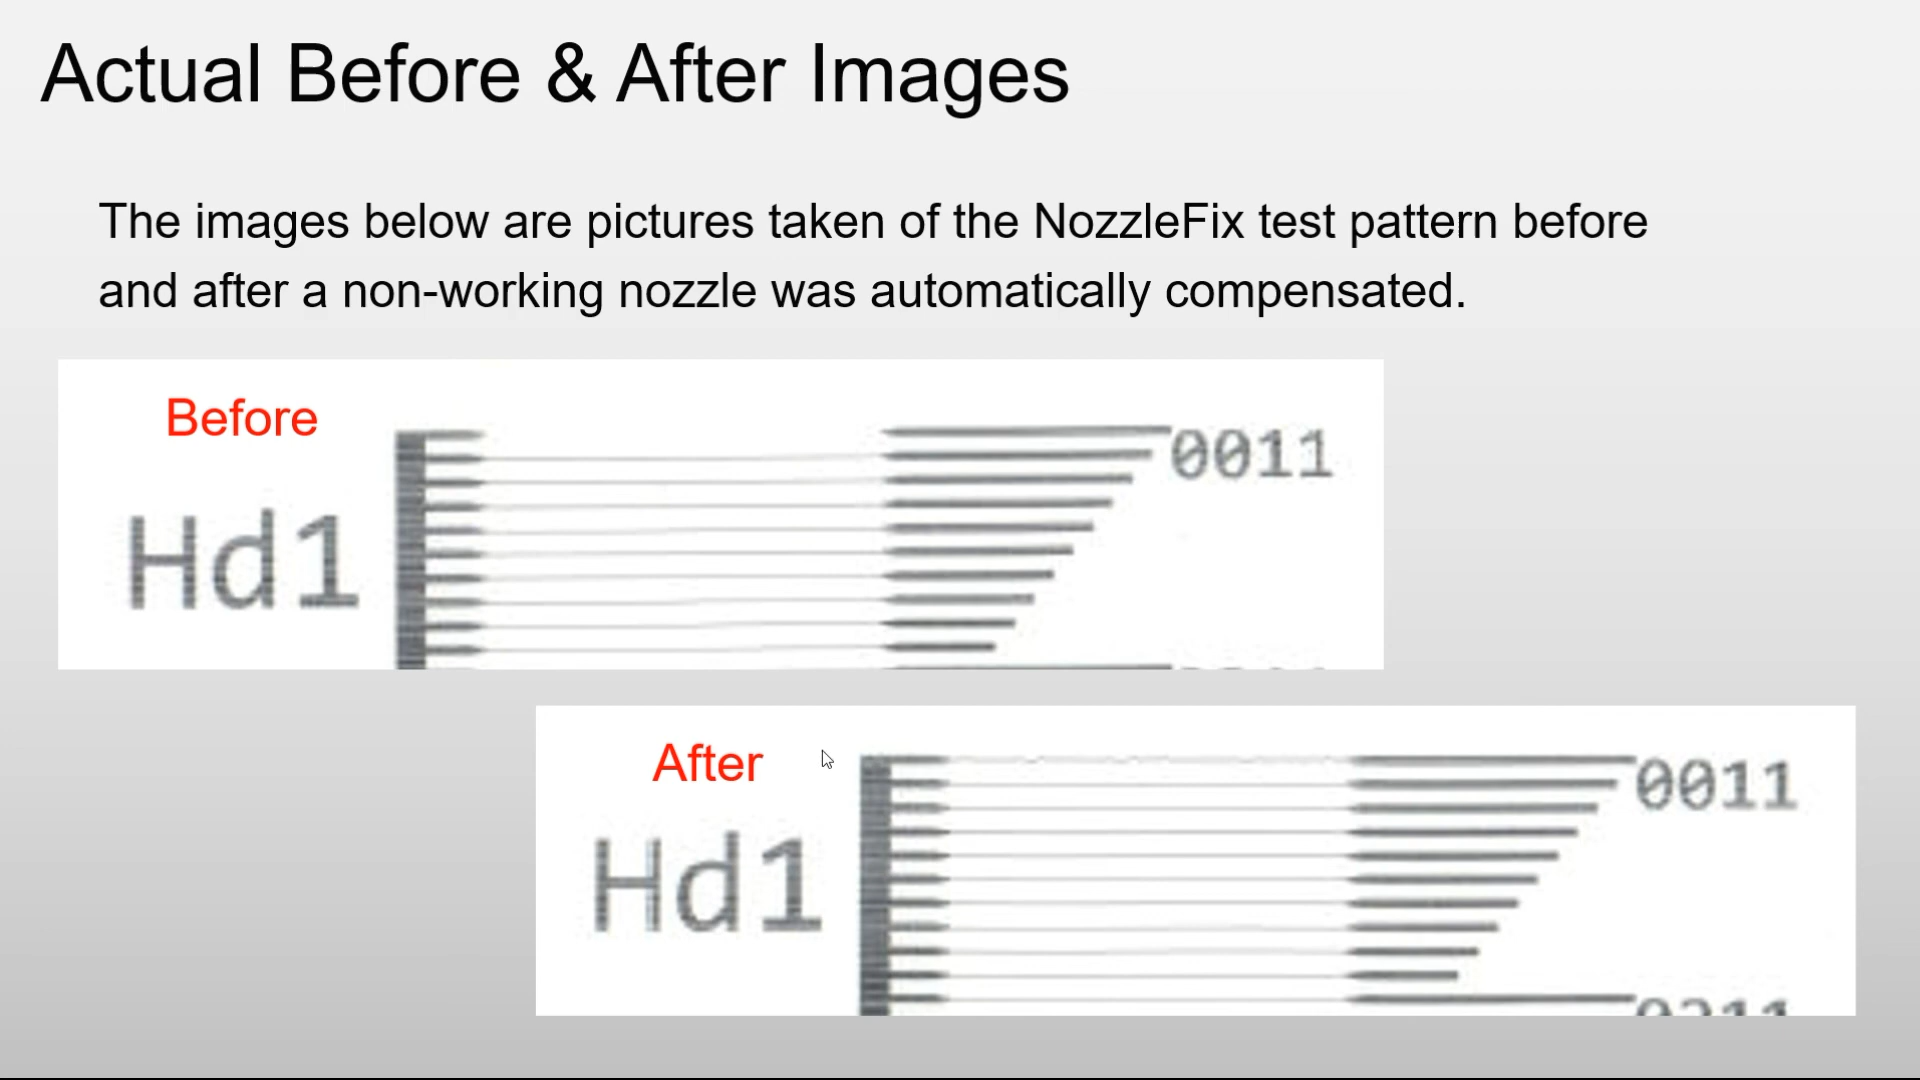 Actual Before & After Images
The images below are pictures taken of the NozzleFix test pattern before
and after a non-working nozzle was automatically compensated.
Before
0011
Hd1
After
0011
Hd1